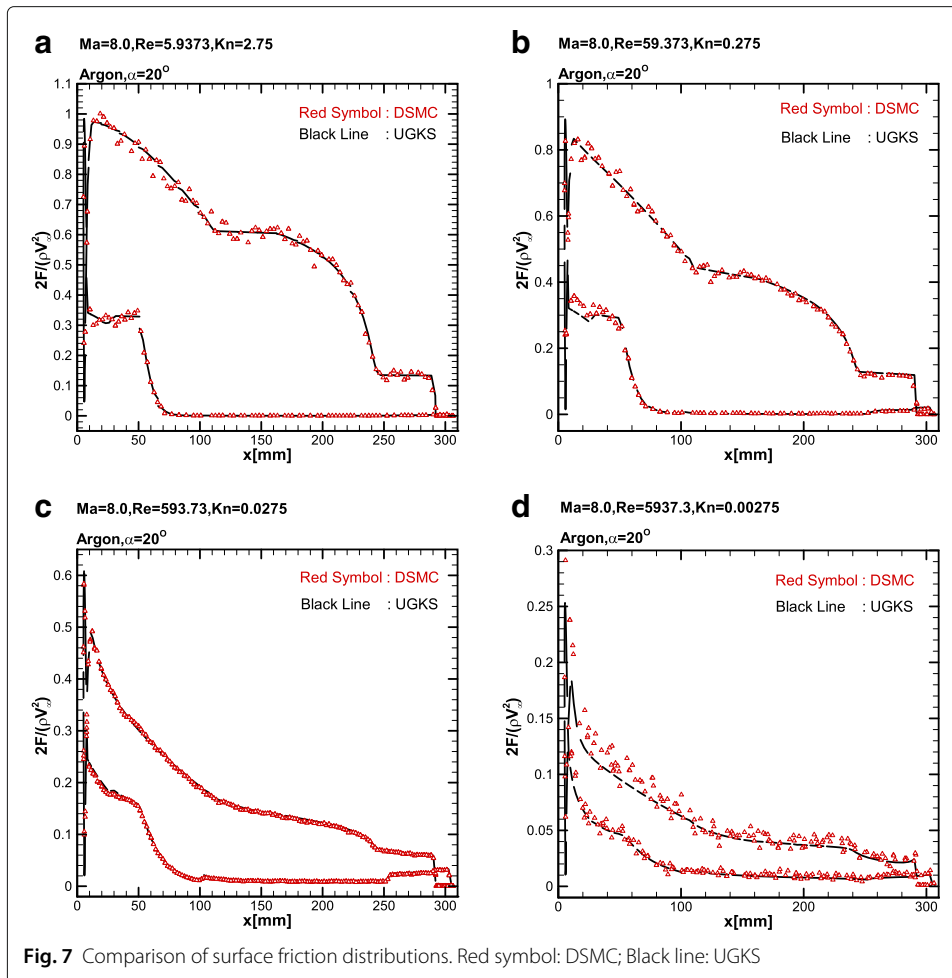 a
Ma=8.0,Re=5.9373,Kn=2.75
Argon,α=20°
Red Symbol : DSMC
Black Line : UGKS
2F/(ρV²∞)
1.1
1
0.9
0.8
0.7
0.6
0.5
0.4
0.3
0.2
0.1
0
0 50 100 150 200 250 300
x[mm]
b
Ma=8.0,Re=59.373,Kn=0.275
Argon,α=20°
Red Symbol : DSMC
Black Line : UGKS
2F/(ρV²∞)
1
0.8
0.6
0.4
0.2
0
0 100 200 300
x[mm]
c
Ma=8.0,Re=593.73,Kn=0.0275
Argon,α=20°
Red Symbol : DSMC
Black Line : UGKS
2F/(ρV²∞)
0.6
0.5
0.4
0.3
0.2
0.1
0
0 50 100 150 200 250 300
x[mm]
d
Ma=8.0,Re=5937.3,Kn=0.00275
Argon,α=20°
Red Symbol : DSMC
Black Line : UGKS
2F/(ρV²∞)
0.3
0.25
0.2
0.15
0.1
0.05
0
0 100 200 300
x[mm]
Fig. 7 Comparison of surface friction distributions. Red symbol: DSMC; Black line: UGKS